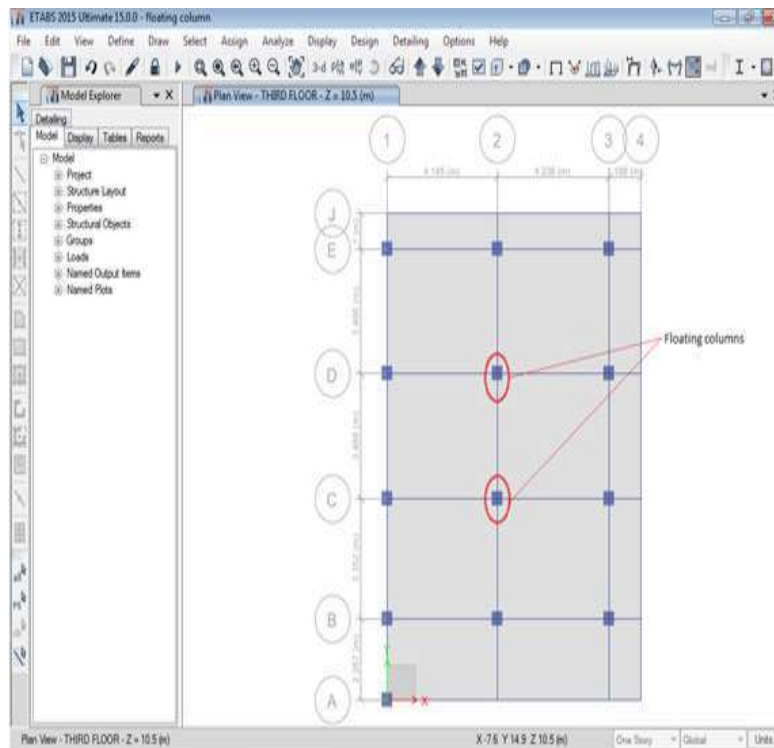 ETABS 2015 Ultimate 15.0.0 - floating column
File Edit View Define Draw Select Assign Analyze Display Design Detailing Options Help
Model Explorer
Plan View - THIRD FLOOR - Z = 10.5 (m)
Detailing
Model Display Tables Reports
Model
Project
Structure Layout
Properties
Structural Objects
Groups
Loads
Named Output Items
Named Plots
1 2 3 4
J
E
D
C
B
A
Floating columns
X
Plan View - THIRD FLOOR - Z = 10.5 (m)
X -7.6 Y 14.9 Z 10.5 (m)
One Story
Global
Units